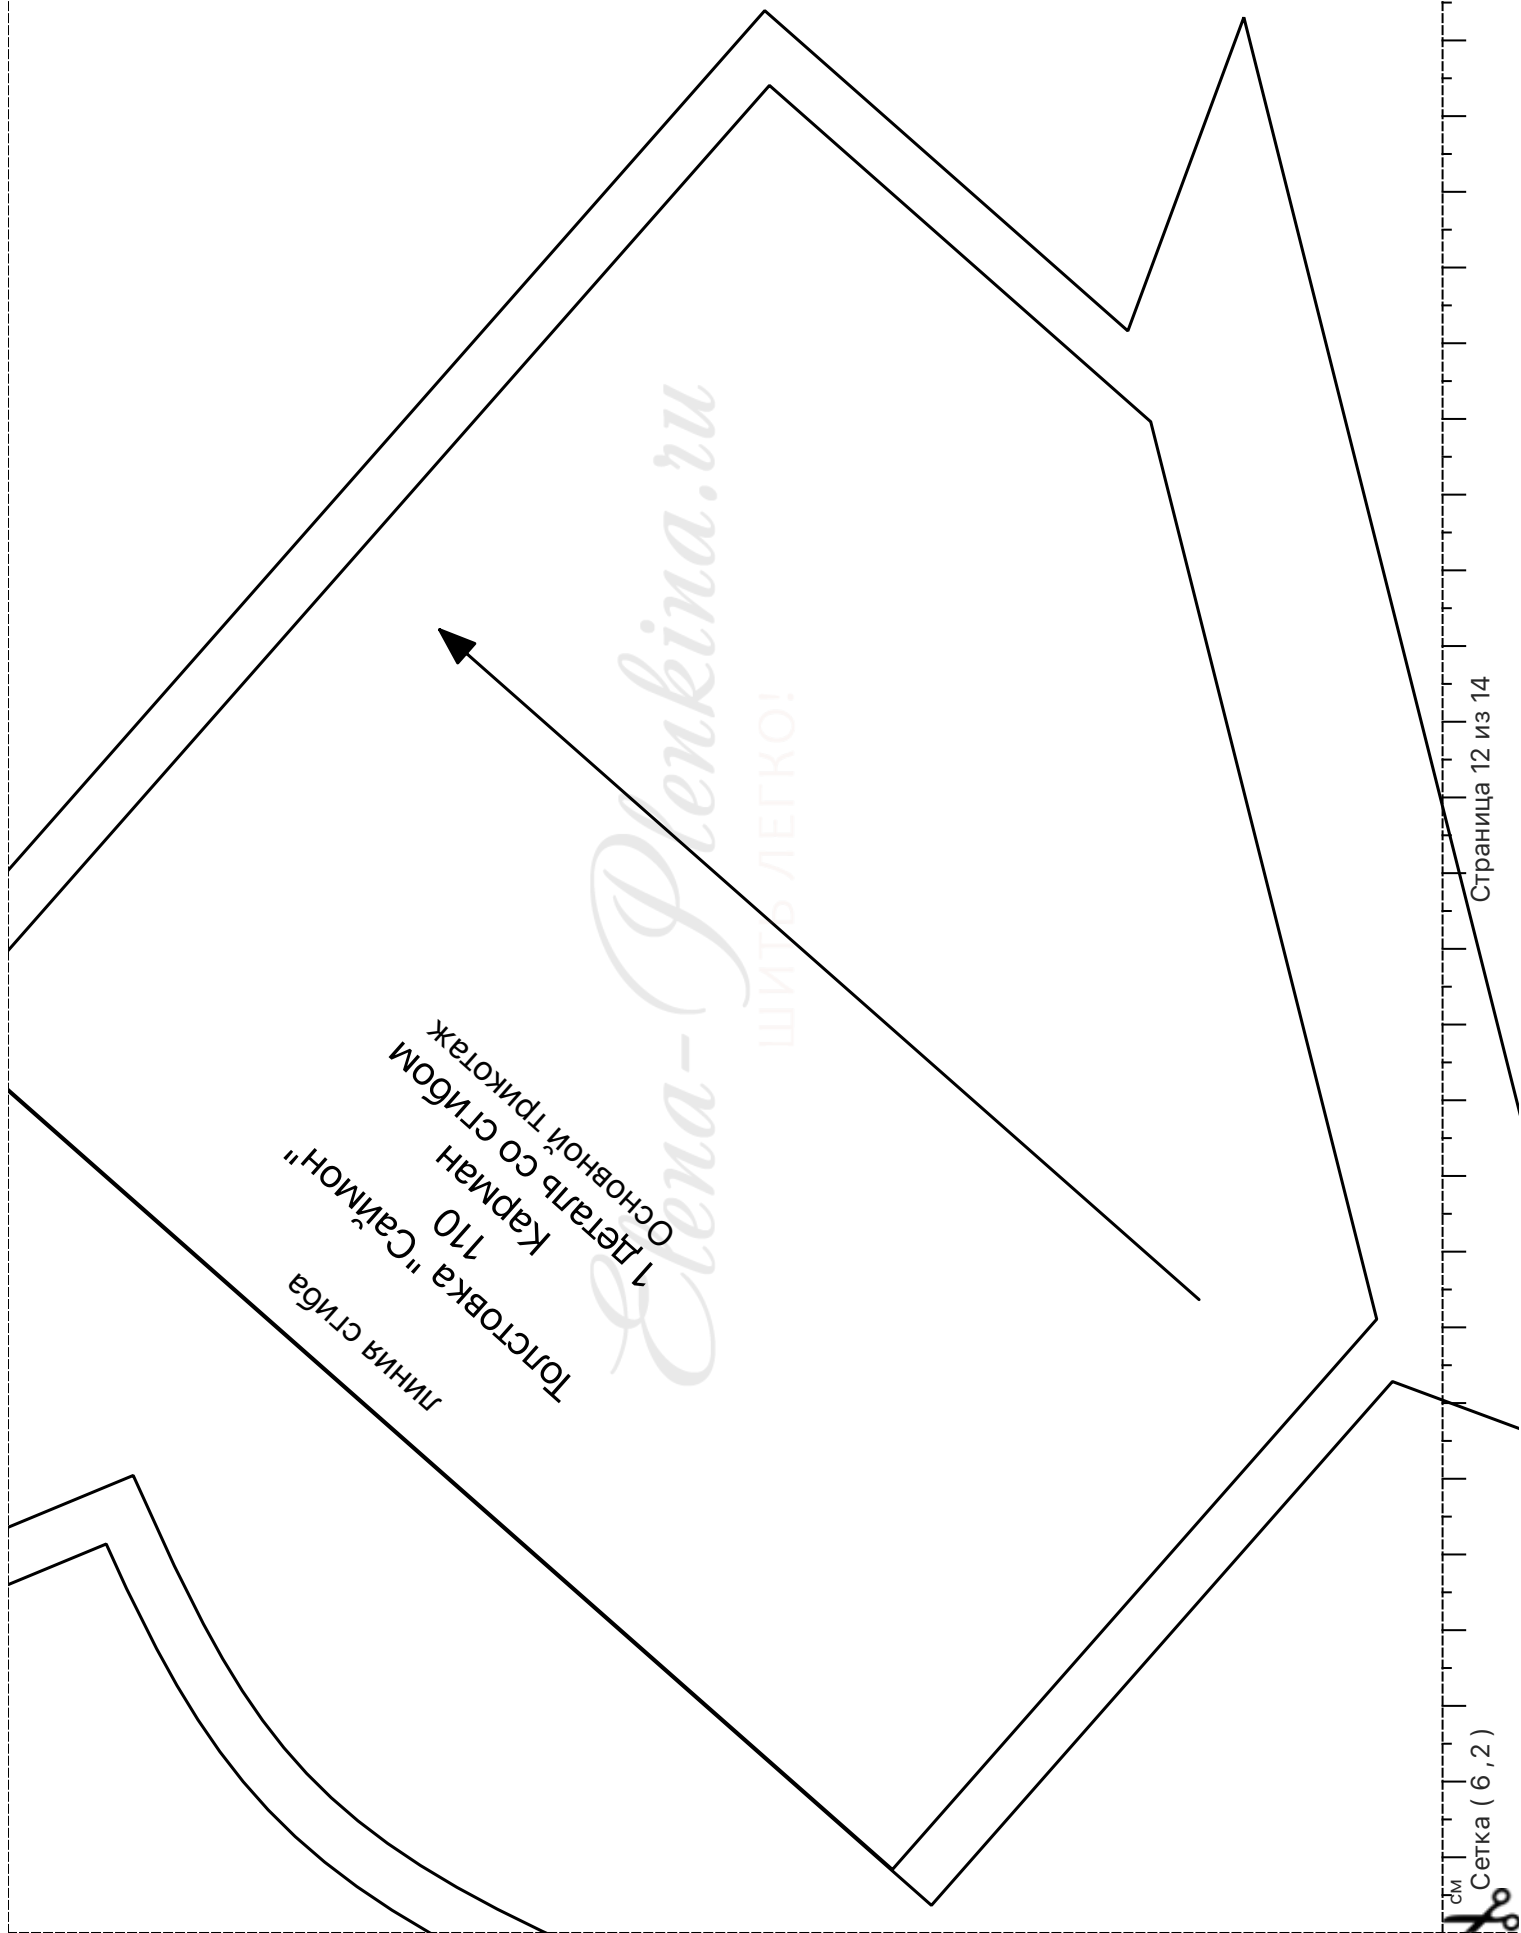 линия сгиба
Толстовка "Саймон"
110
Карман
1 деталь со сгибом
Основной трикотаж
Elena-Plenkina.ru
ШИТЬ ЛЕГКО!
Страница 12 из 14
см
Сетка ( 6 , 2 )